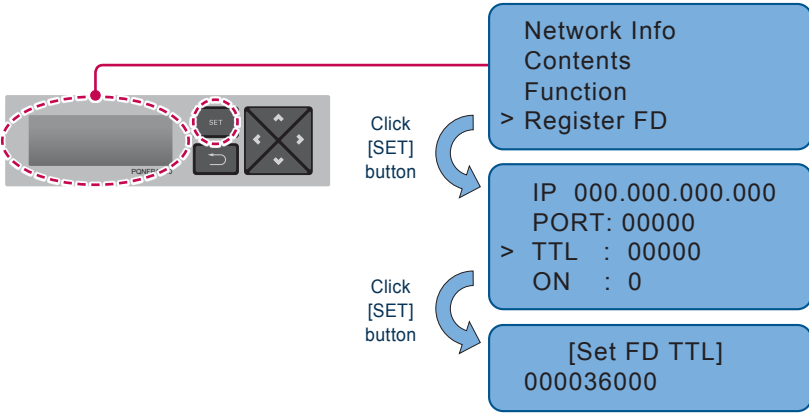 Network Info
Contents
Function
> Register FD
SET
Click
[SET]
button
IP 000.000.000.000
PORT: 00000
> TTL : 00000
ON : 0
Click
[SET]
button
[Set FD TTL]
000036000